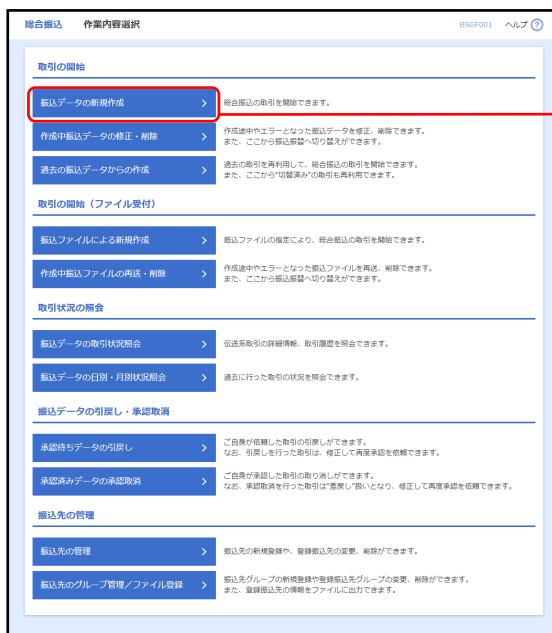 総合振込 作業内容選択 BSGF001 ヘルプ ?
取引の開始
振込データの新規作成 > 総合振込の取引を開始できます。
作成中振込データの修正・削除 > 作成途中やエラーとなった振込データを修正、削除できます。
また、ここから振込振替へ切り替えができます。
過去の振込データからの作成 > 過去の取引を再利用して、総合振込の取引を開始できます。
また、ここから“切替済み”の取引も再利用できます。
取引の開始（ファイル受付）
振込ファイルによる新規作成 > 振込ファイルの指定により、総合振込の取引を開始できます。
作成中振込ファイルの再送・削除 > 作成途中やエラーとなった振込ファイルを再送、削除できます。
また、ここから振込振替へ切り替えができます。
取引状況の照会
振込データの取引状況照会 > 伝送系取引の詳細情報、取引履歴を照会できます。
振込データの日別・月別状況照会 > 過去に行った取引の状況を照会できます。
振込データの引戻し・承認取消
承認待ちデータの引戻し > ご自身が依頼した取引の引戻しができます。
なお、引戻しを行った取引は、修正して再度承認を依頼できます。
承認済みデータの承認取消 > ご自身が承認した取引の取り消しができます。
なお、承認取消を行った取引は“差戻し”扱いとなり、修正して再度承認を依頼できます。
振込先の管理
振込先の管理 > 振込先の新規登録や、登録振込先の変更、削除ができます。
振込先のグループ管理／ファイル登録 > 振込先グループの新規登録や登録振込先グループの変更、削除ができます。
また、登録振込先の情報をファイルに出力できます。